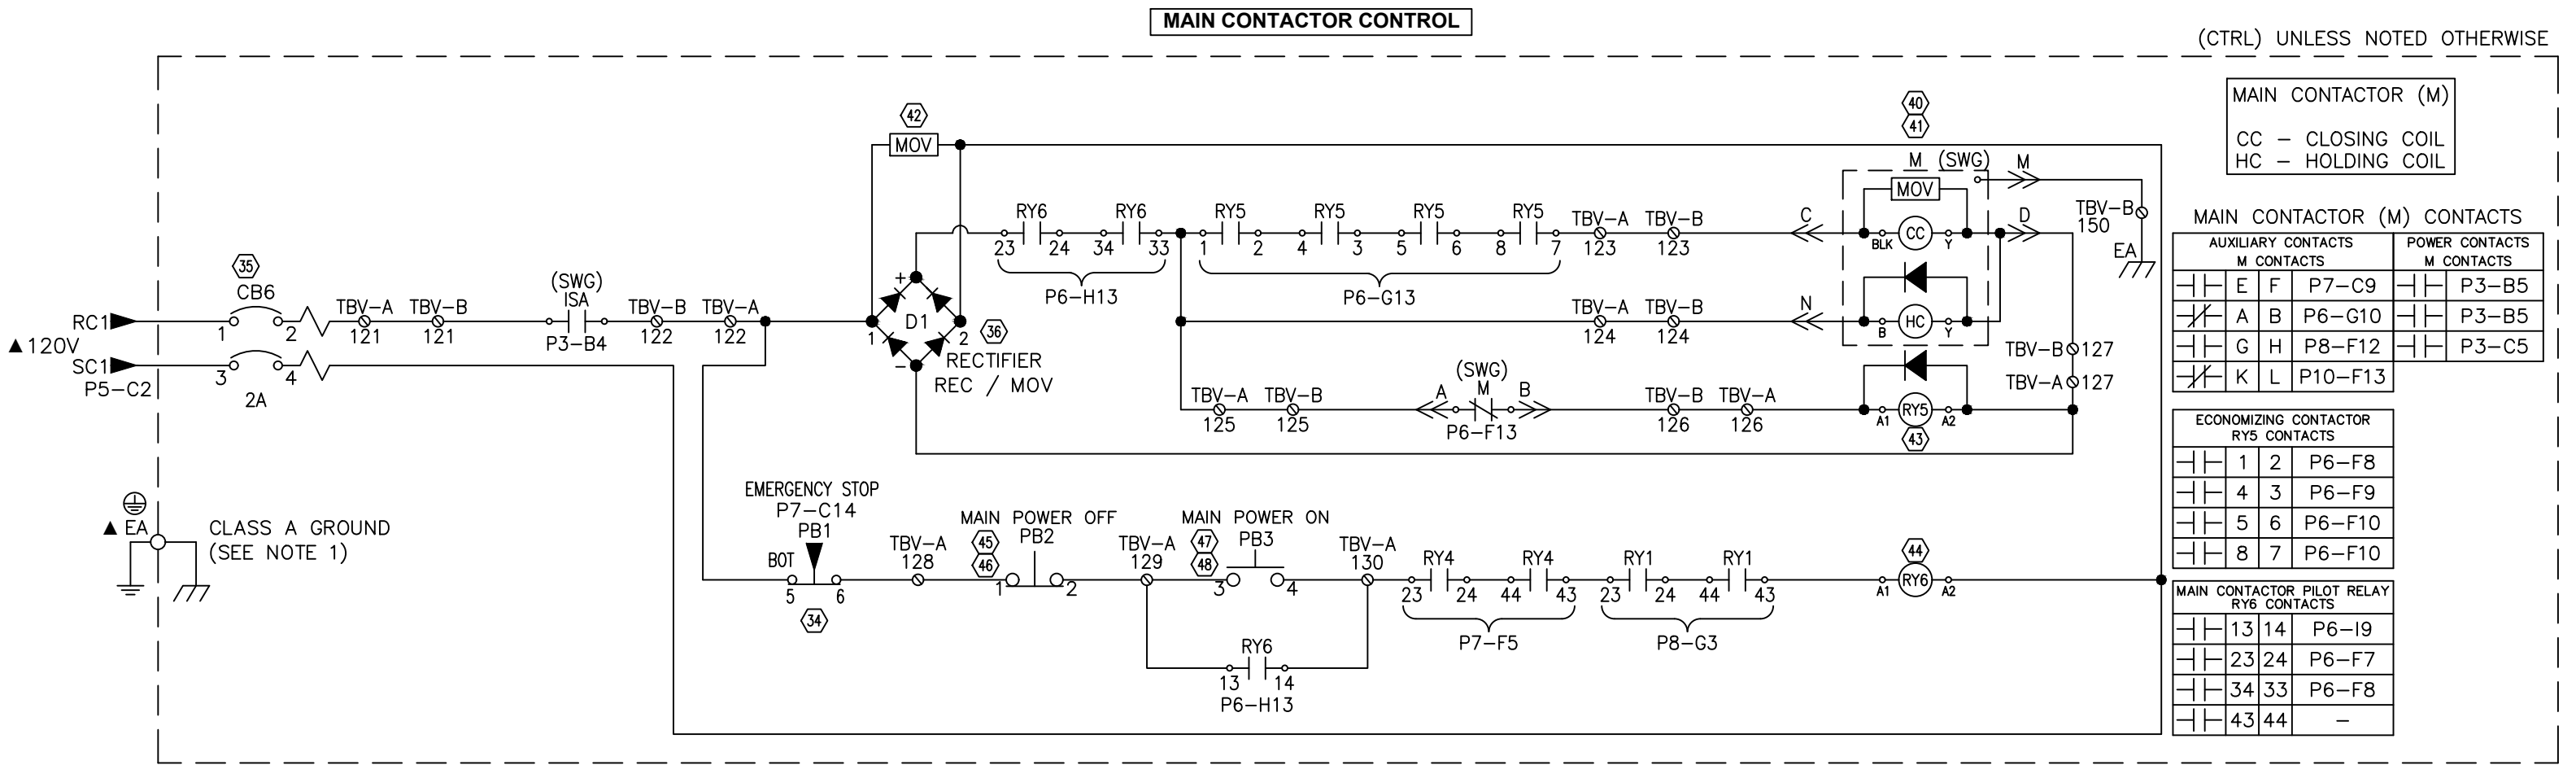 MAIN CONTACTOR CONTROL
(CTRL) UNLESS NOTED OTHERWISE
MAIN CONTACTOR (M)
CC – CLOSING COIL
HC – HOLDING COIL
42
MOV
40
41
M (SWG) M
MOV
RY6 RY6 RY5 RY5 RY5 RY5 TBV–A TBV–B C CC D TBV–B
150
23 24 34 33 1 2 4 3 5 6 8 7 123 123 BLK Y
EA
P6–H13 P6–G13
35
CB6
(SWG)
ISA
RC1 1 2 TBV–A TBV–B TBV–B TBV–A
121 121 P3–B4 122 122
▲120V
SC1 3 4
P5–C2
2A
+
D1
1 2
–
36
RECTIFIER
REC / MOV
TBV–A TBV–B N HC
124 124 B Y
TBV–B 127
TBV–A 127
(SWG)
TBV–A TBV–B A M B TBV–B TBV–A RY5
125 125 P6–F13 126 126 A1 A2
43
▲ EA
CLASS A GROUND
(SEE NOTE 1)
EMERGENCY STOP
P7–C14
PB1
BOT
5 6
34
TBV–A
128
MAIN POWER OFF
PB2
45
46
1 2
TBV–A
129
MAIN POWER ON
PB3
47
48
3 4
TBV–A
130
RY4 RY4 RY1 RY1
23 24 44 43 23 24 44 43
P7–F5 P8–G3
44
RY6
A1 A2
RY6
13 14
P6–H13
MAIN CONTACTOR (M) CONTACTS
AUXILIARY CONTACTS
M CONTACTS
POWER CONTACTS
M CONTACTS
E F P7–C9 P3–B5
A B P6–G10 P3–B5
G H P8–F12 P3–C5
K L P10–F13
ECONOMIZING CONTACTOR
RY5 CONTACTS
1 2 P6–F8
4 3 P6–F9
5 6 P6–F10
8 7 P6–F10
MAIN CONTACTOR PILOT RELAY
RY6 CONTACTS
13 14 P6–I9
23 24 P6–F7
34 33 P6–F8
43 44 –